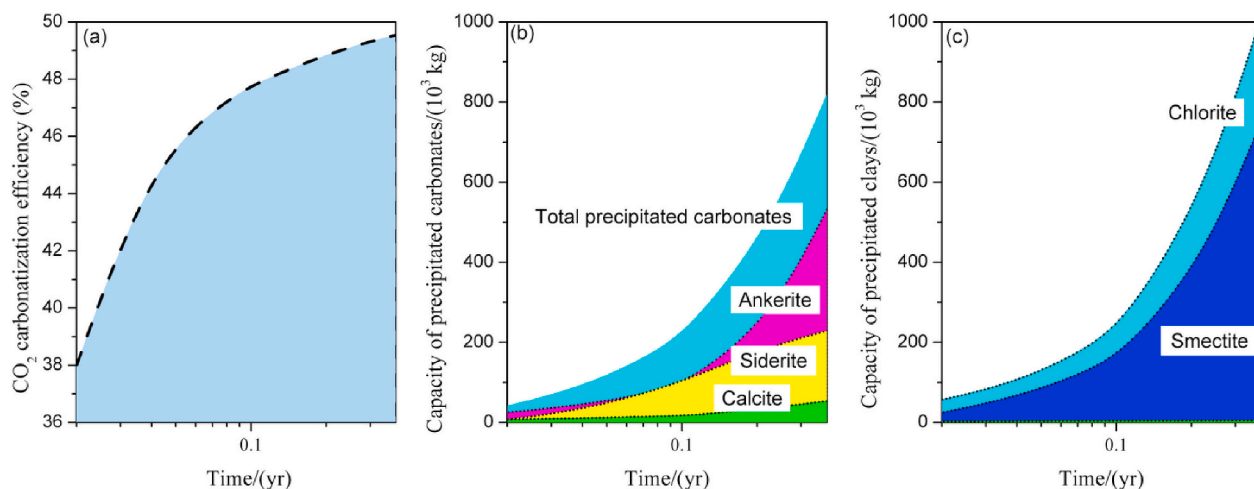 (a)
CO₂ carbonatization efficiency (%)
50
48
46
44
42
40
38
36
0.1
Time/(yr)
(b)
Capacity of precipitated carbonates/(10³ kg)
1000
800
600
400
200
0
Total precipitated carbonates
Ankerite
Siderite
Calcite
0.1
Time/(yr)
(c)
Capacity of precipitated clays/(10³ kg)
1000
800
600
400
200
0
Chlorite
Smectite
0.1
Time/(yr)